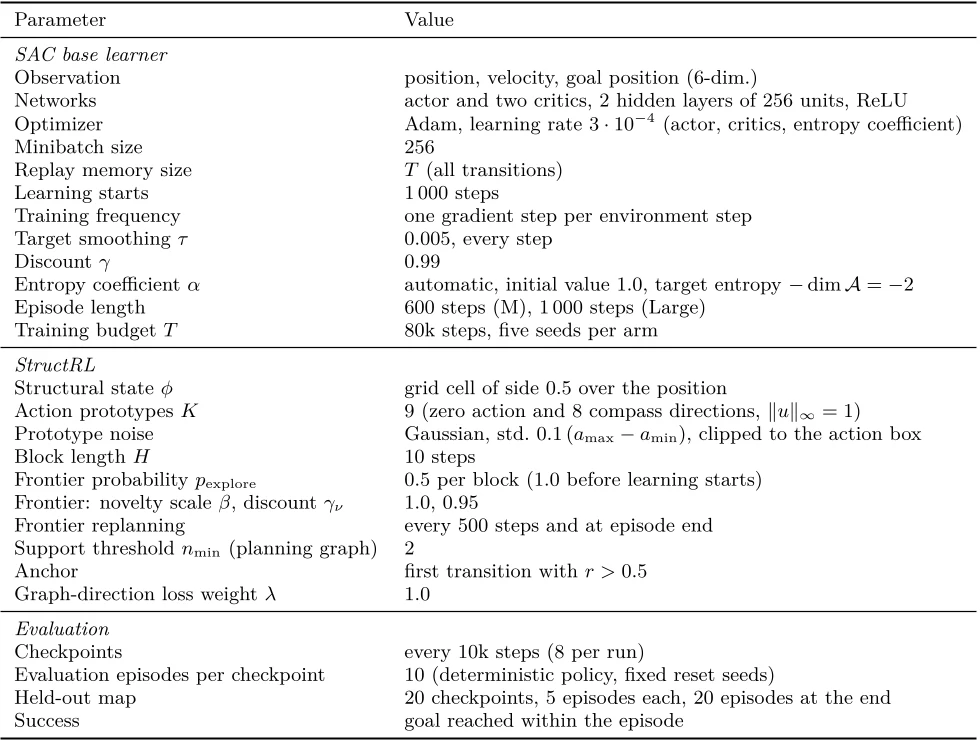 Parameter Value
SAC base learner
Observation position, velocity, goal position (6-dim.)
Networks actor and two critics, 2 hidden layers of 256 units, ReLU
Optimizer Adam, learning rate 3 · 10⁻⁴ (actor, critics, entropy coefficient)
Minibatch size 256
Replay memory size T (all transitions)
Learning starts 1 000 steps
Training frequency one gradient step per environment step
Target smoothing τ 0.005, every step
Discount γ 0.99
Entropy coefficient α automatic, initial value 1.0, target entropy − dim 𝒜 = −2
Episode length 600 steps (M), 1 000 steps (Large)
Training budget T 80k steps, five seeds per arm
StructRL
Structural state ϕ grid cell of side 0.5 over the position
Action prototypes K 9 (zero action and 8 compass directions, ‖u‖∞ = 1)
Prototype noise Gaussian, std. 0.1 (a_max − a_min), clipped to the action box
Block length H 10 steps
Frontier probability p_explore 0.5 per block (1.0 before learning starts)
Frontier: novelty scale β, discount γ_ν 1.0, 0.95
Frontier replanning every 500 steps and at episode end
Support threshold n_min (planning graph) 2
Anchor first transition with r > 0.5
Graph-direction loss weight λ 1.0
Evaluation
Checkpoints every 10k steps (8 per run)
Evaluation episodes per checkpoint 10 (deterministic policy, fixed reset seeds)
Held-out map 20 checkpoints, 5 episodes each, 20 episodes at the end
Success goal reached within the episode